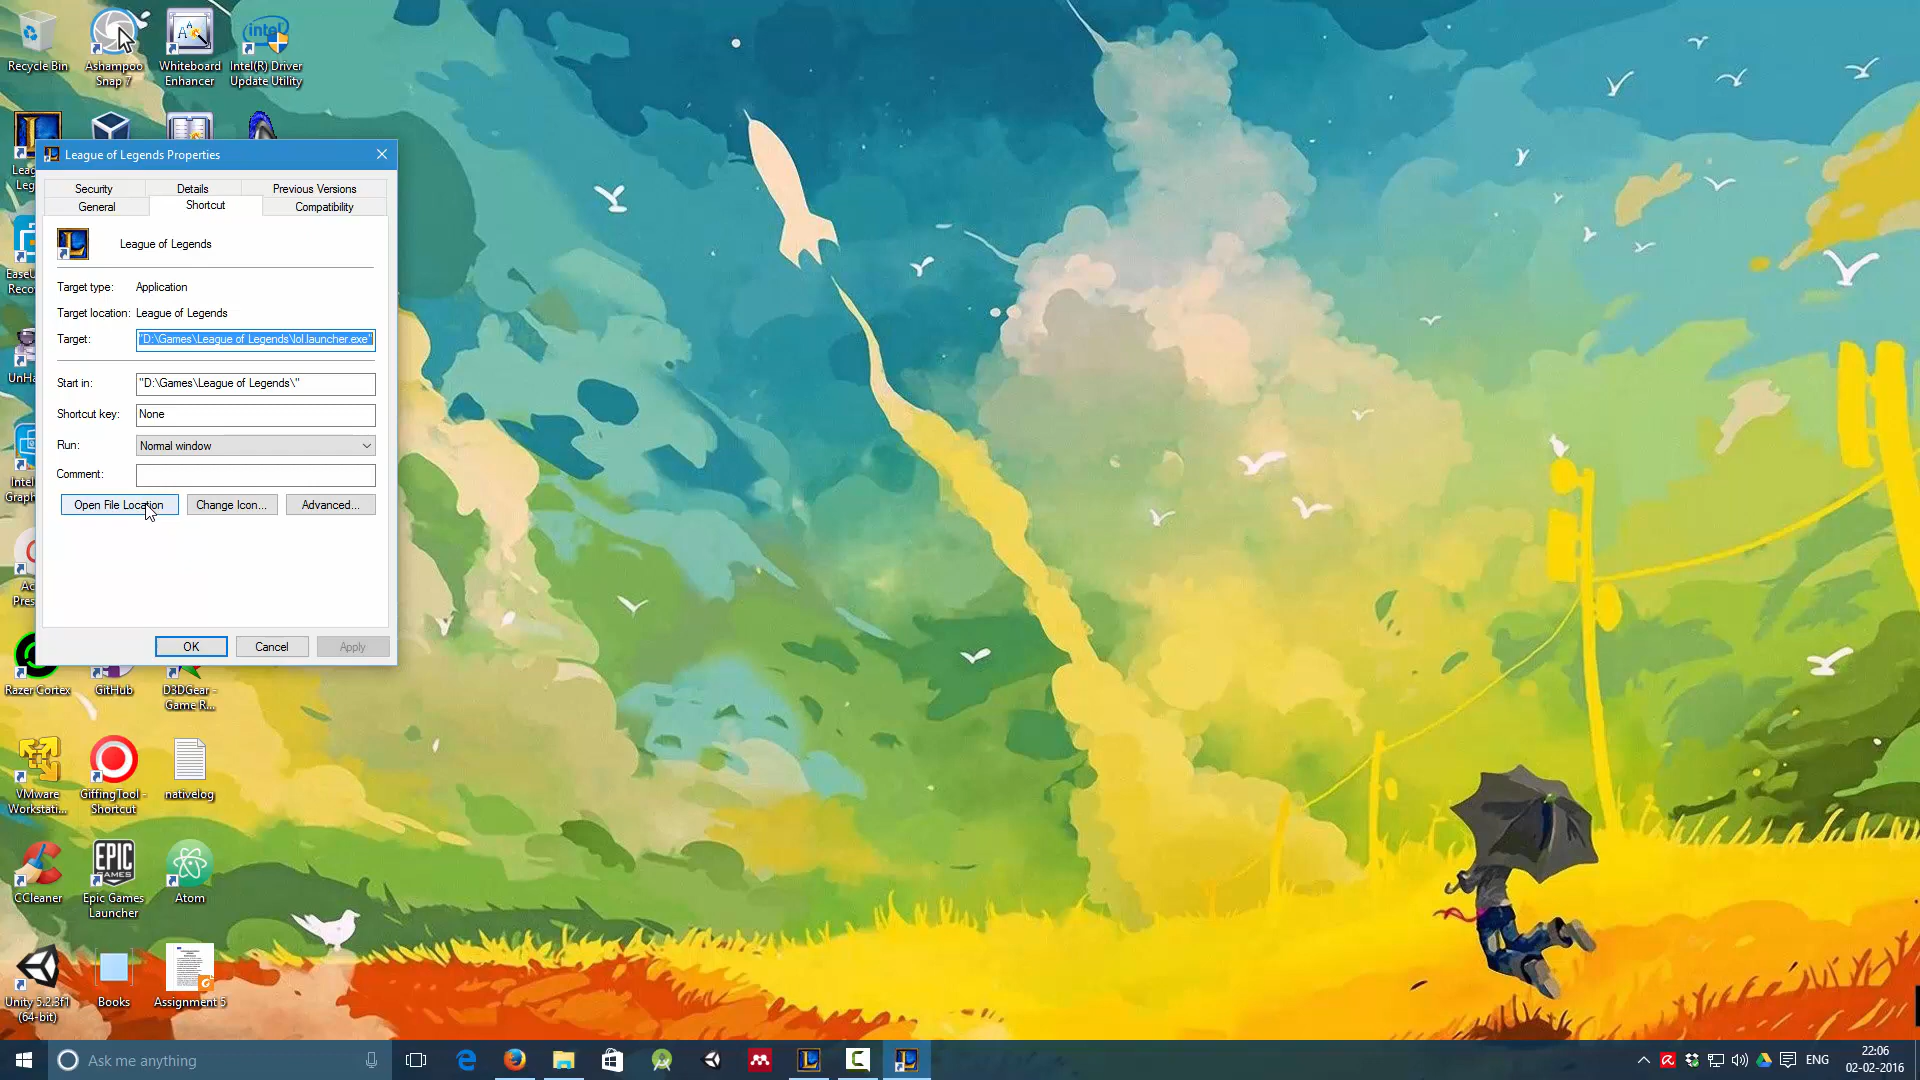 Recycle Bin
Ashampoo
Snap 7
Whiteboard
Enhancer
intel
Intel(R) Driver
Update Utility
League of Legends Properties
Security
Details
Previous Versions
General
Shortcut
Compatibility
League of Legends
Target type:
Application
Target location:
League of Legends
Target:
"D:\Games\League of Legends\lol.launcher.exe"
Start in:
"D:\Games\League of Legends\"
Shortcut key:
None
Run:
Normal window
Comment:
Open File Location
Change Icon...
Advanced...
OK
Cancel
Apply
Razer Cortex
GitHub
D3DGear -
Game R...
VMware
Workstati...
GiffingTool -
Shortcut
nativelog
CCleaner
EPIC
GAMES
Epic Games
Launcher
Atom
Unity 5.2.3f1
(64-bit)
Books
Assignment 5
Ask me anything
ENG
22:06
02-02-2016